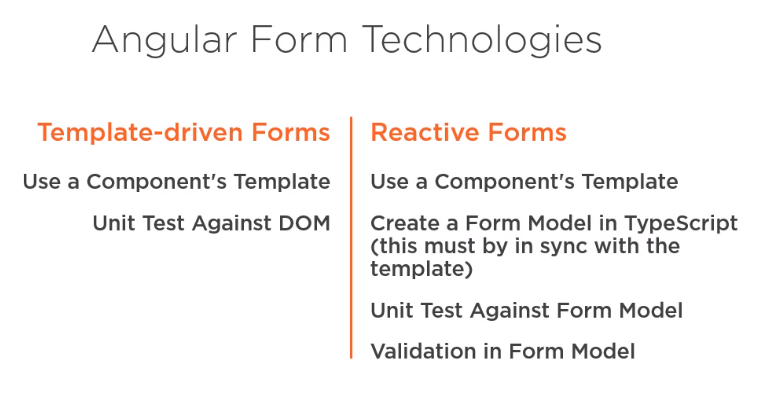 Angular Form Technologies
Template-driven Forms
Use a Component's Template
Unit Test Against DOM
Reactive Forms
Use a Component's Template
Create a Form Model in TypeScript
(this must by in sync with the
template)
Unit Test Against Form Model
Validation in Form Model